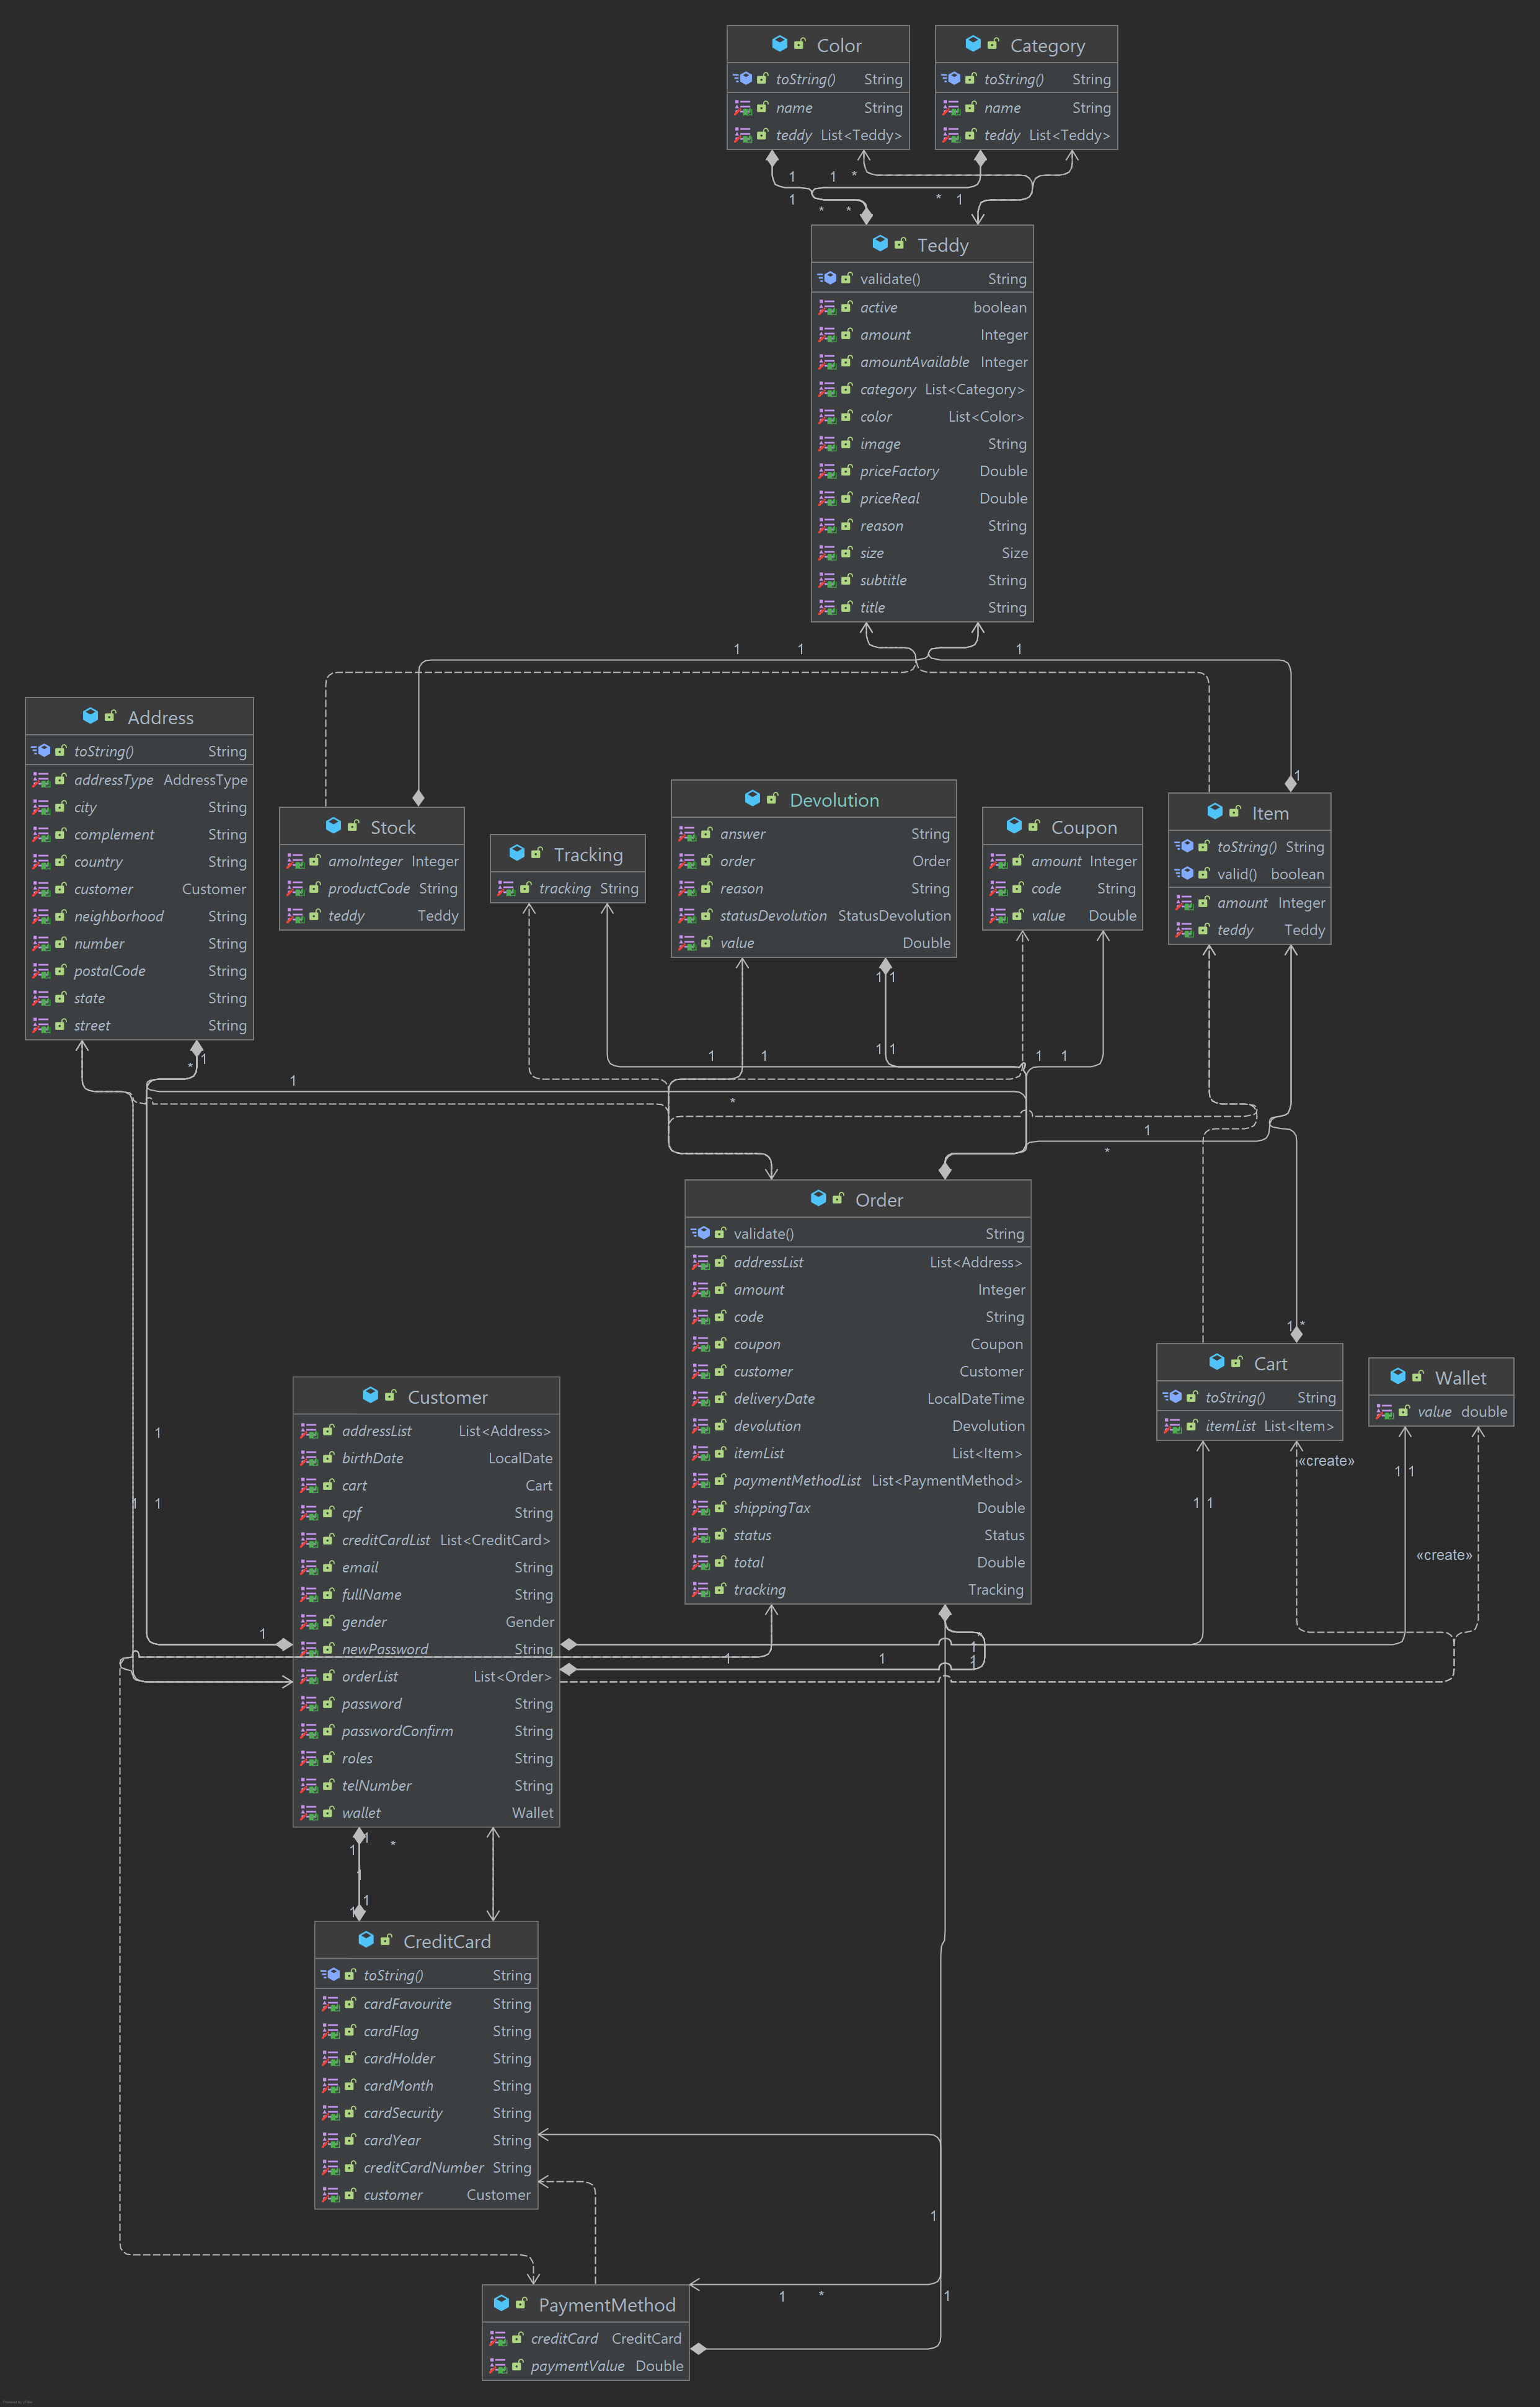 Color
toString() String
name String
teddy List<Teddy>
Category
toString() String
name String
teddy List<Teddy>
1 1 * 1
* * * 1
Teddy
validate() String
active boolean
amount Integer
amountAvailable Integer
category List<Category>
color List<Color>
image String
priceFactory Double
priceReal Double
reason String
size Size
subtitle String
title String
1 1 1
Address
toString() String
addressType AddressType
city String
complement String
country String
customer Customer
neighborhood String
number String
postalCode String
state String
street String
Stock
amoInteger Integer
productCode String
teddy Teddy
Tracking
tracking String
Devolution
answer String
order Order
reason String
statusDevolution StatusDevolution
value Double
Coupon
amount Integer
code String
value Double
1
Item
toString() String
valid() boolean
amount Integer
teddy Teddy
1 1
1 1
1 1 1 1
1
*
1
*
1
*
Order
validate() String
addressList List<Address>
amount Integer
code String
coupon Coupon
customer Customer
deliveryDate LocalDateTime
devolution Devolution
itemList List<Item>
paymentMethodList List<PaymentMethod>
shippingTax Double
status Status
total Double
tracking Tracking
1 *
Cart
toString() String
itemList List<Item>
Wallet
value double
«create»
1 1
1 1
«create»
Customer
addressList List<Address>
birthDate LocalDate
cart Cart
cpf String
creditCardList List<CreditCard>
email String
fullName String
gender Gender
newPassword String
orderList List<Order>
password String
passwordConfirm String
roles String
telNumber String
wallet Wallet
1
1 1
1
*
1
1 1 1
1 *
1
1
1
1
CreditCard
toString() String
cardFavourite String
cardFlag String
cardHolder String
cardMonth String
cardSecurity String
cardYear String
creditCardNumber String
customer Customer
1
1 * 1
PaymentMethod
creditCard CreditCard
paymentValue Double